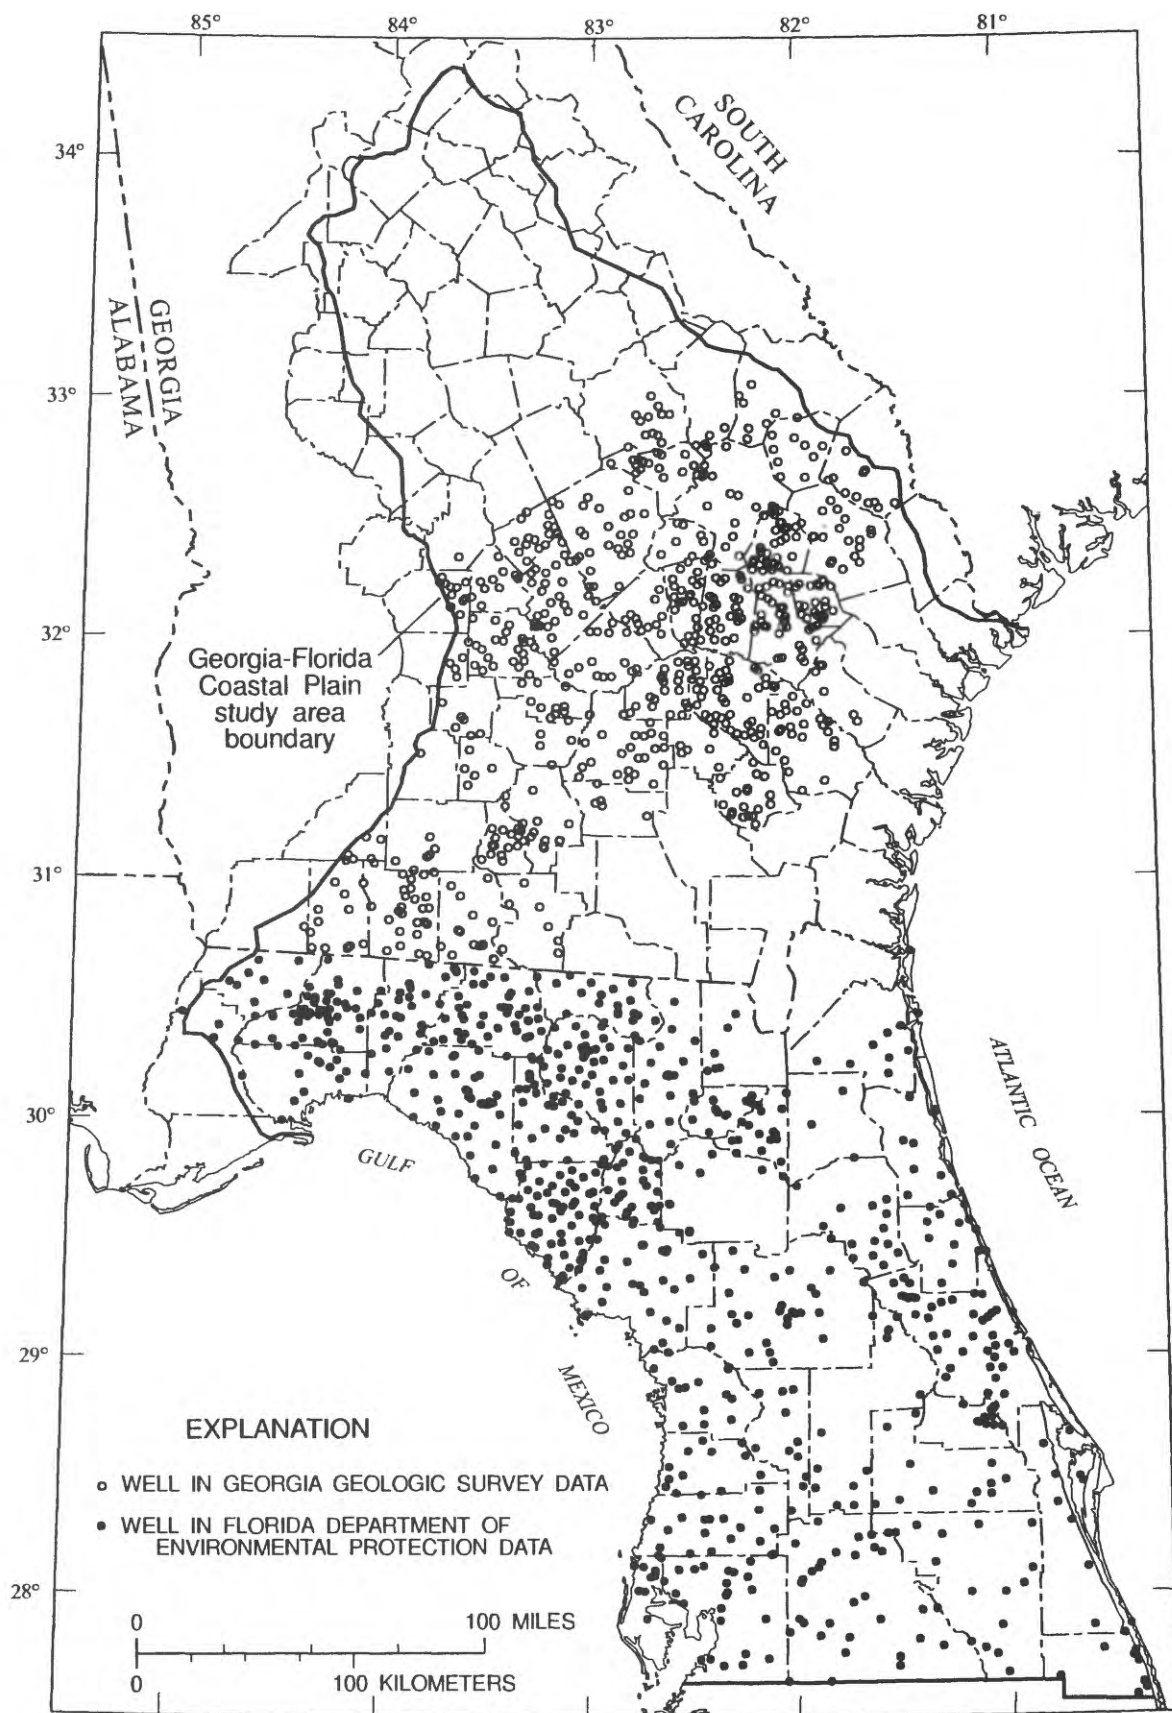 85°
84°
83°
82°
81°
34°
33°
32°
31°
30°
29°
28°
SOUTH
CAROLINA
GEORGIA
ALABAMA
Georgia-Florida
Coastal Plain
study area
boundary
ATLANTIC OCEAN
GULF
OF
MEXICO
EXPLANATION
WELL IN GEORGIA GEOLOGIC SURVEY DATA
WELL IN FLORIDA DEPARTMENT OF
ENVIRONMENTAL PROTECTION DATA
0 100 MILES
0 100 KILOMETERS